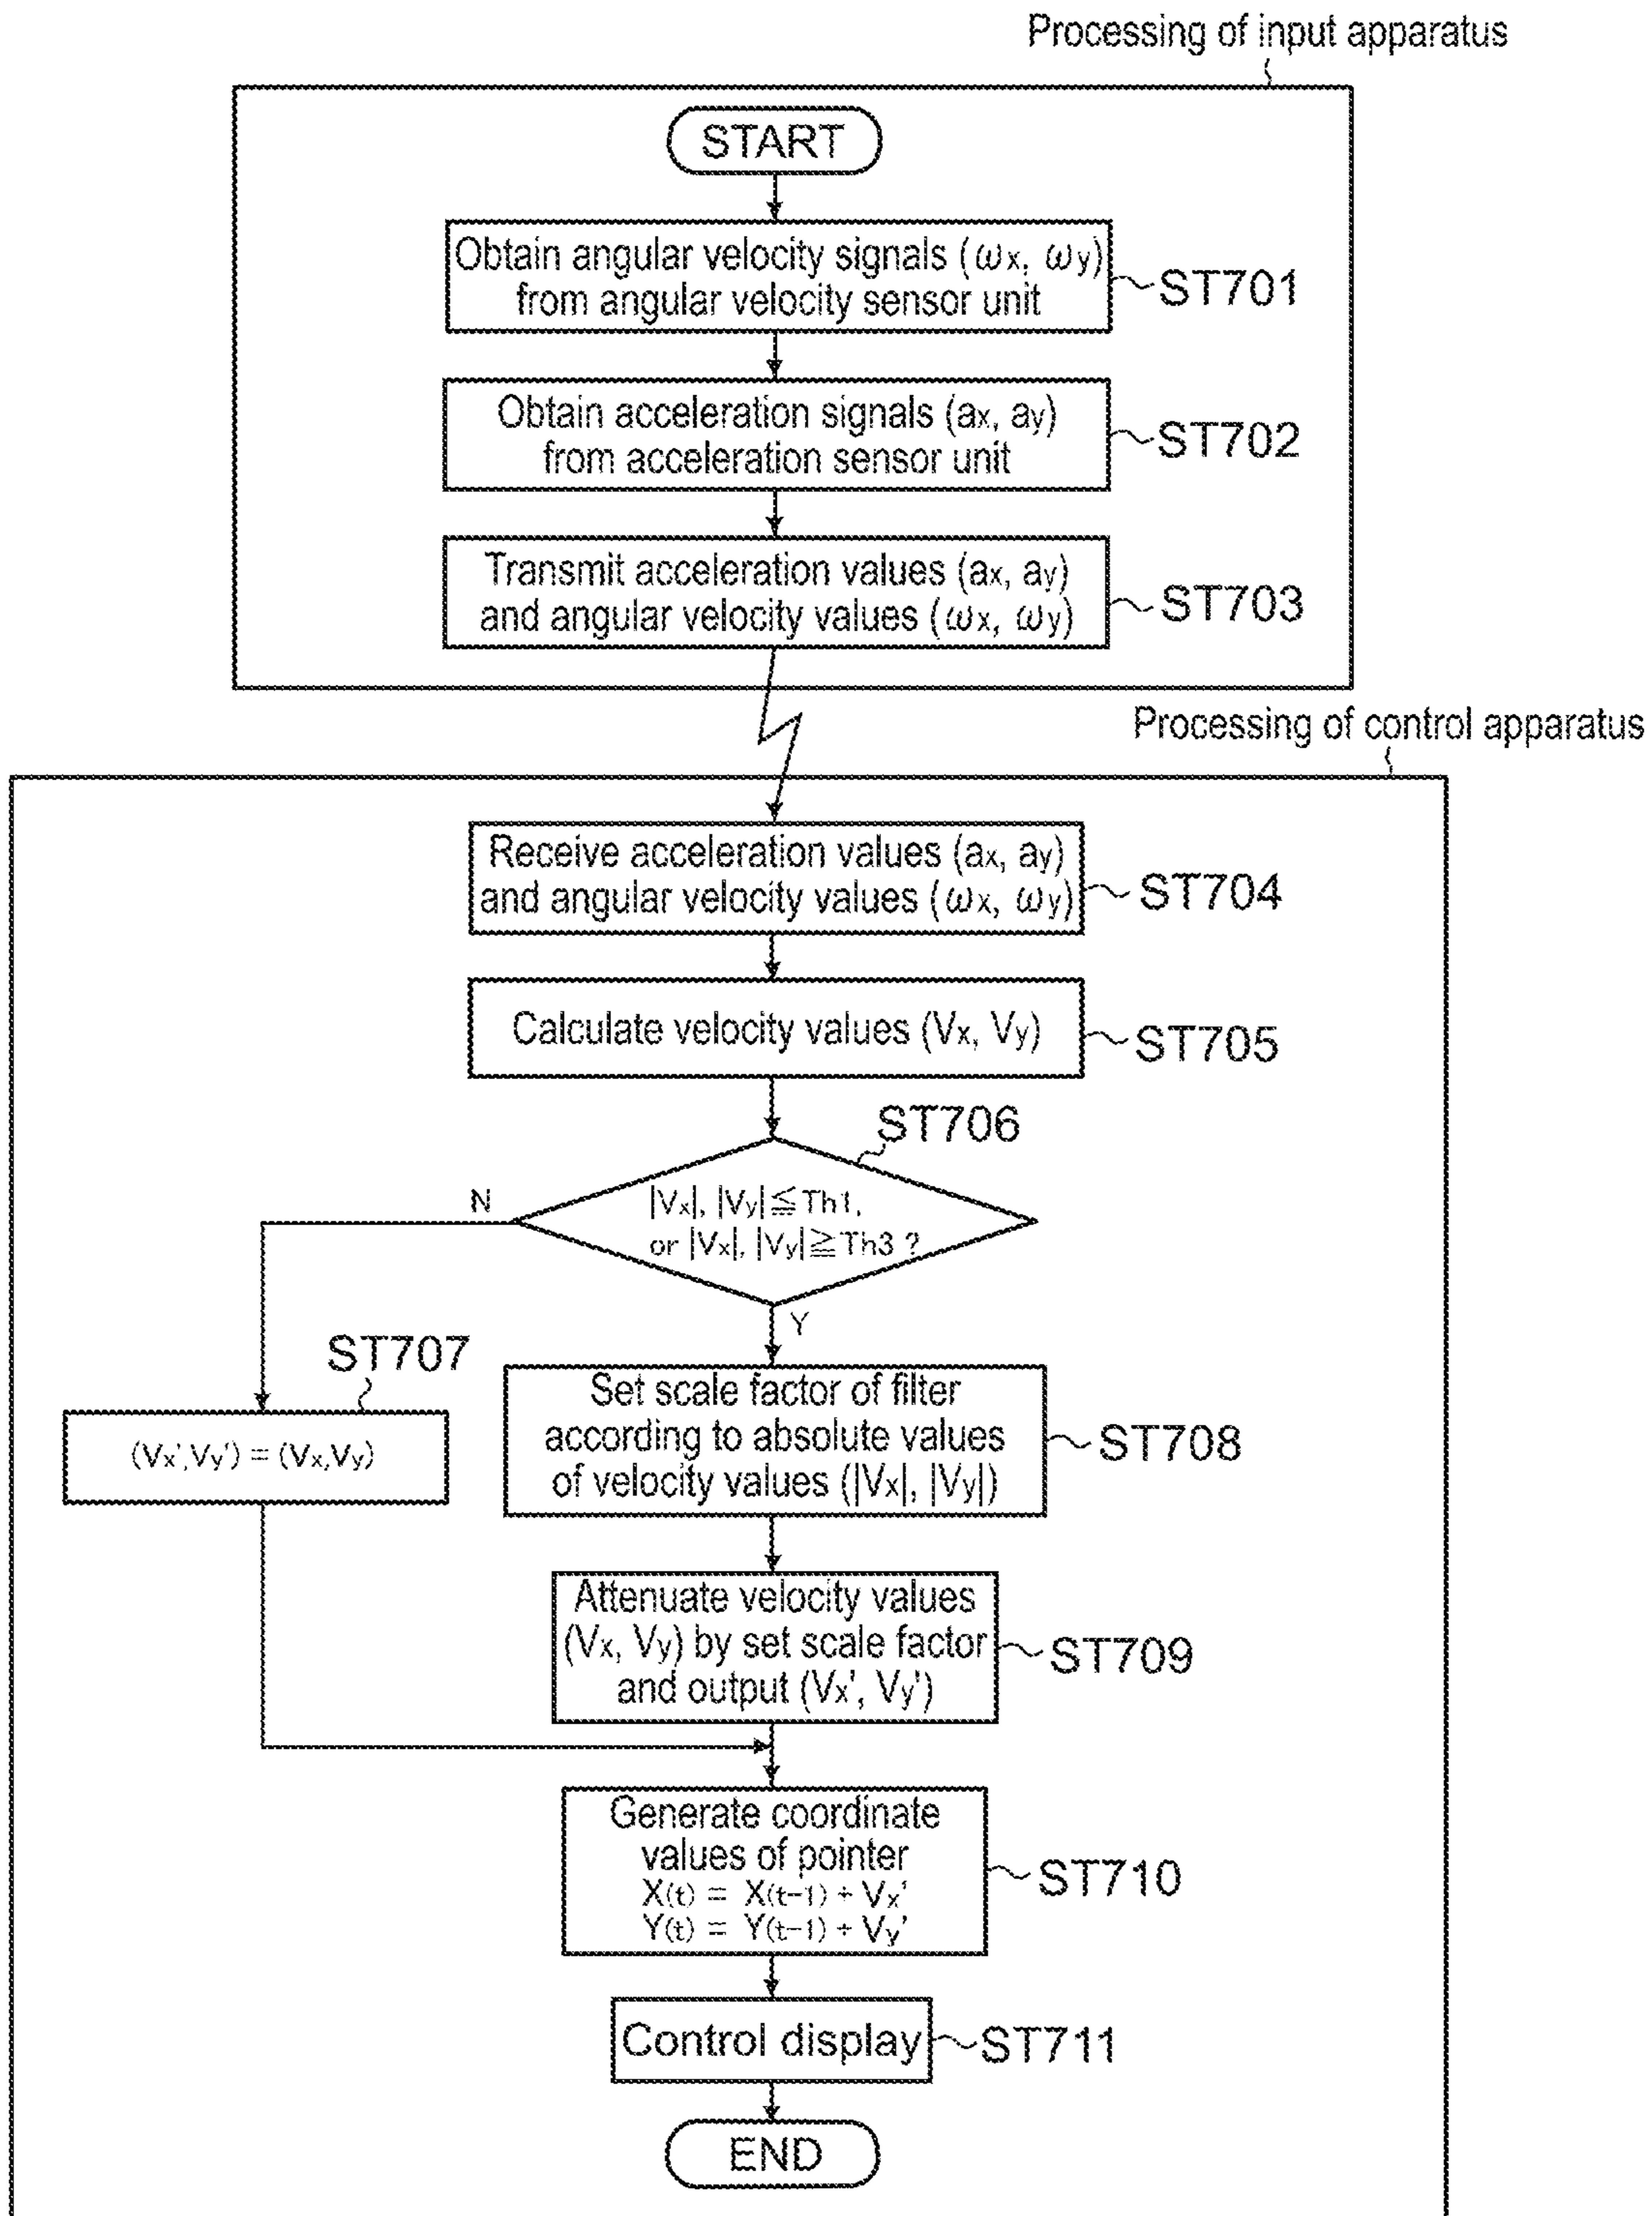 Processing of input apparatus
START
Obtain angular velocity signals (ωx, ωy)
from angular velocity sensor unit
ST701
Obtain acceleration signals (ax, ay)
from acceleration sensor unit
ST702
Transmit acceleration values (ax, ay)
and angular velocity values (ωx, ωy)
ST703
Processing of control apparatus
Receive acceleration values (ax, ay)
and angular velocity values (ωx, ωy)
ST704
Calculate velocity values (Vx, Vy)
ST705
ST706
|Vx|, |Vy|≦Th1,
or |Vx|, |Vy|≧Th3 ?
N
Y
ST707
(Vx',Vy') = (Vx,Vy)
Set scale factor of filter
according to absolute values
of velocity values (|Vx|, |Vy|)
ST708
Attenuate velocity values
(Vx, Vy) by set scale factor
and output (Vx', Vy')
ST709
Generate coordinate
values of pointer
X(t) = X(t-1) + Vx'
Y(t) = Y(t-1) + Vy'
ST710
Control display
ST711
END